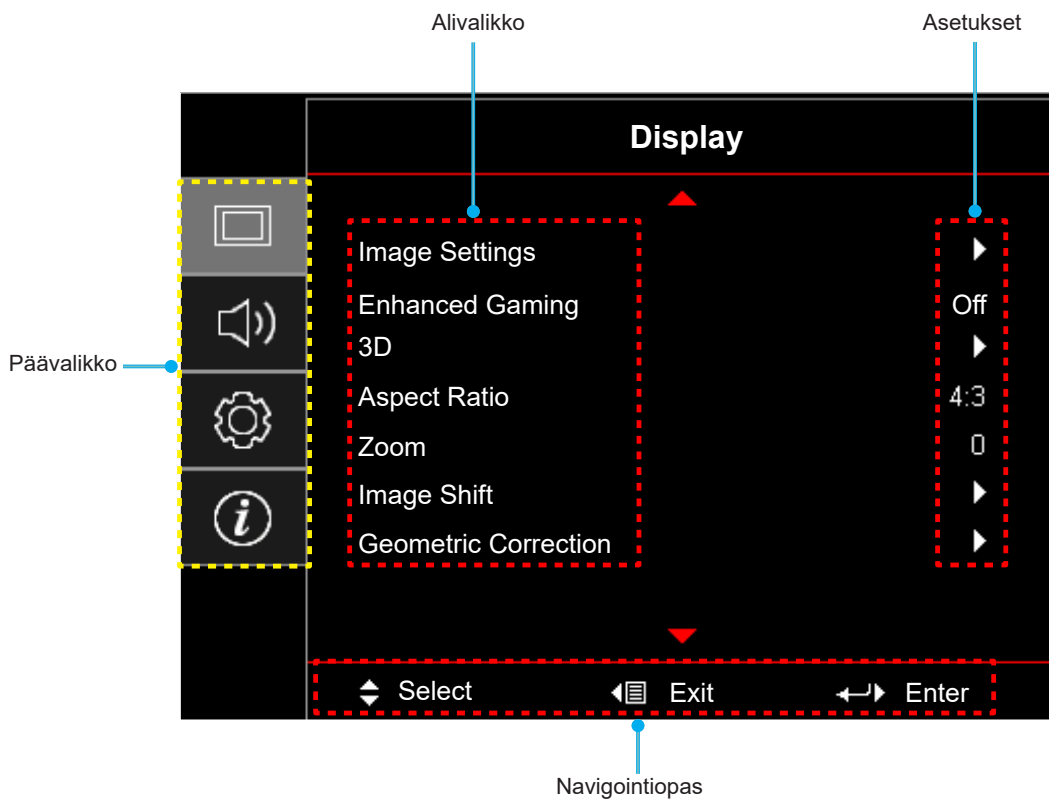 Alivalikko Asetukset
Display
Image Settings
Enhanced Gaming Off
3D
Päävalikko
Aspect Ratio 4:3
Zoom 0
Image Shift
Geometric Correction
Select Exit Enter
Navigointiopas